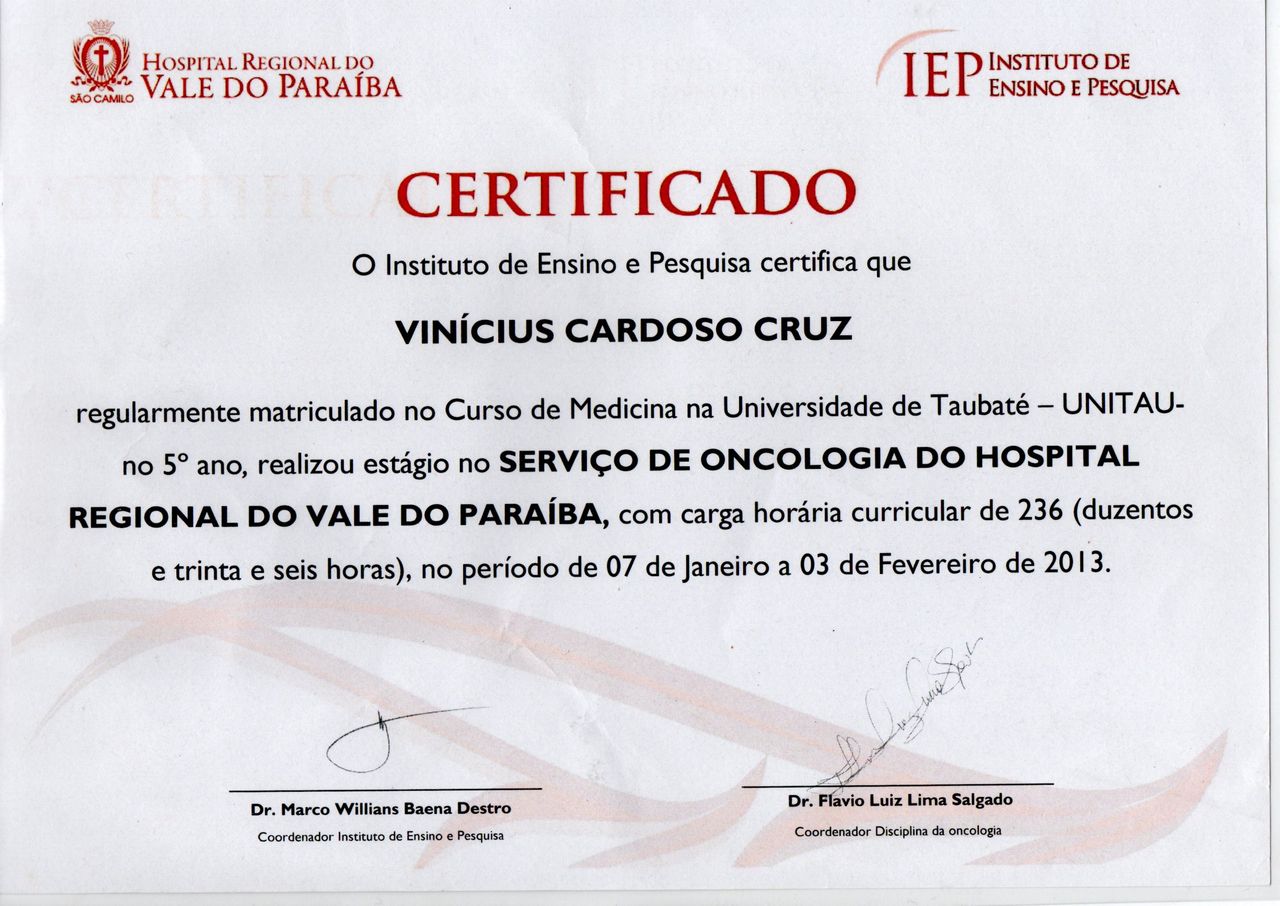 SÃO CAMILO
HOSPITAL REGIONAL DO
VALE DO PARAÍBA
IEP
INSTITUTO DE
ENSINO E PESQUISA
CERTIFICADO
O Instituto de Ensino e Pesquisa certifica que
VINÍCIUS CARDOSO CRUZ
regularmente matriculado no Curso de Medicina na Universidade de Taubaté – UNITAU-
no 5º ano, realizou estágio no SERVIÇO DE ONCOLOGIA DO HOSPITAL
REGIONAL DO VALE DO PARAÍBA, com carga horária curricular de 236 (duzentos
e trinta e seis horas), no período de 07 de Janeiro a 03 de Fevereiro de 2013.
Dr. Marco Willians Baena Destro
Coordenador Instituto de Ensino e Pesquisa
Dr. Flavio Luiz Lima Salgado
Coordenador Disciplina da oncologia